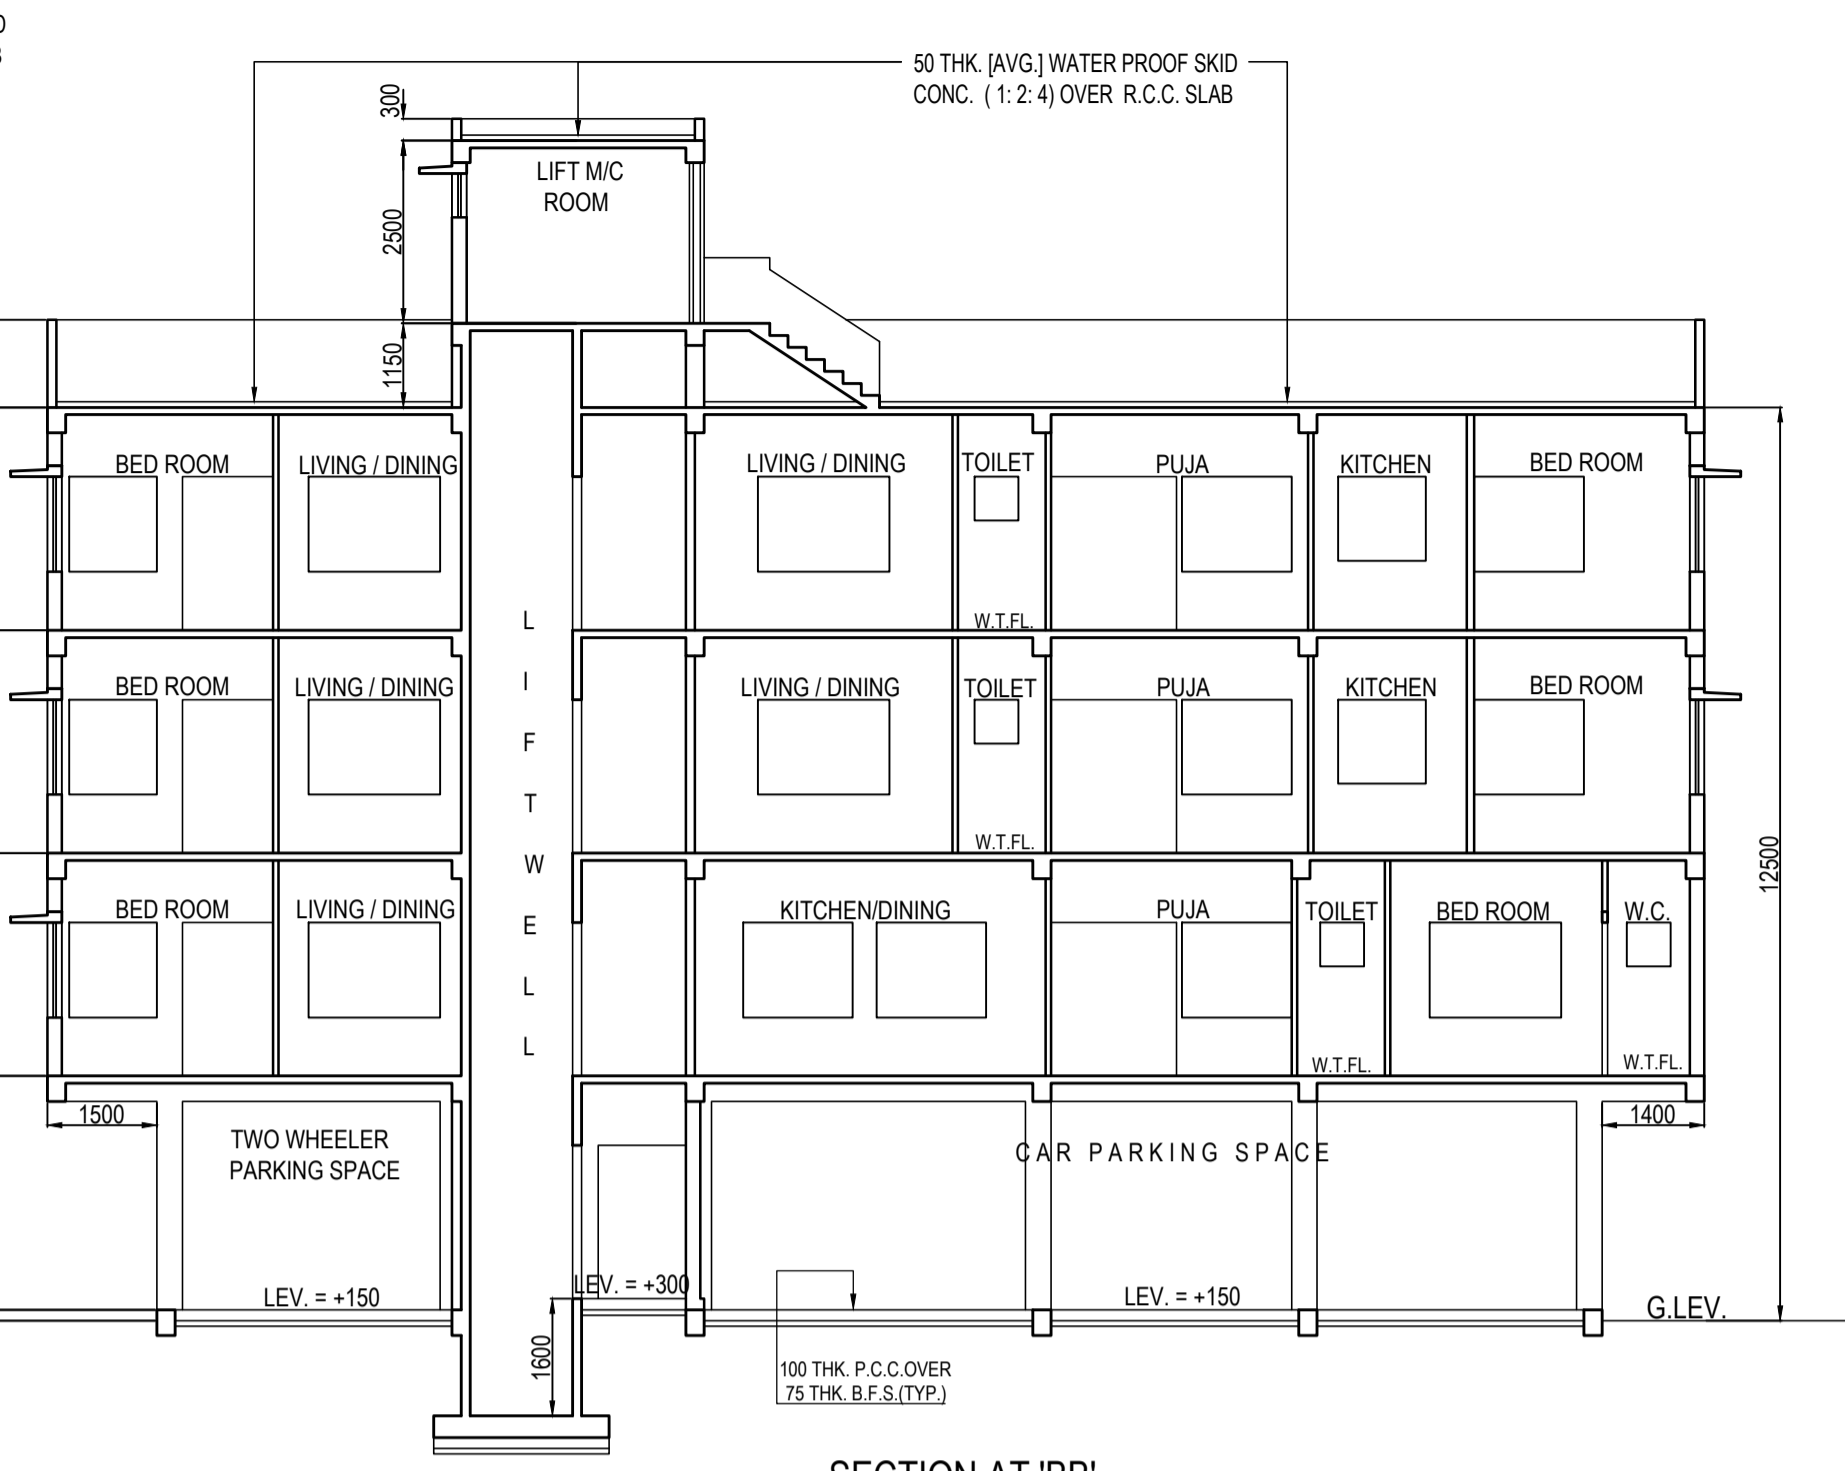 50 THK. [AVG.] WATER PROOF SKID
CONC. ( 1: 2: 4) OVER R.C.C. SLAB
300
LIFT M/C
ROOM
2500
1150
BED ROOM
LIVING / DINING
LIVING / DINING
TOILET
PUJA
KITCHEN
BED ROOM
W.T.FL.
BED ROOM
LIVING / DINING
LIVING / DINING
TOILET
PUJA
KITCHEN
BED ROOM
W.T.FL.
12500
L
I
F
T
W
E
L
L
BED ROOM
LIVING / DINING
KITCHEN/DINING
PUJA
TOILET
BED ROOM
W.C.
W.T.FL.
W.T.FL.
1500
1400
TWO WHEELER
PARKING SPACE
CAR PARKING SPACE
LEV. = +150
LEV. = +300
LEV. = +150
G.LEV.
1600
100 THK. P.C.C.OVER
75 THK. B.F.S.(TYP.)
SECTION AT